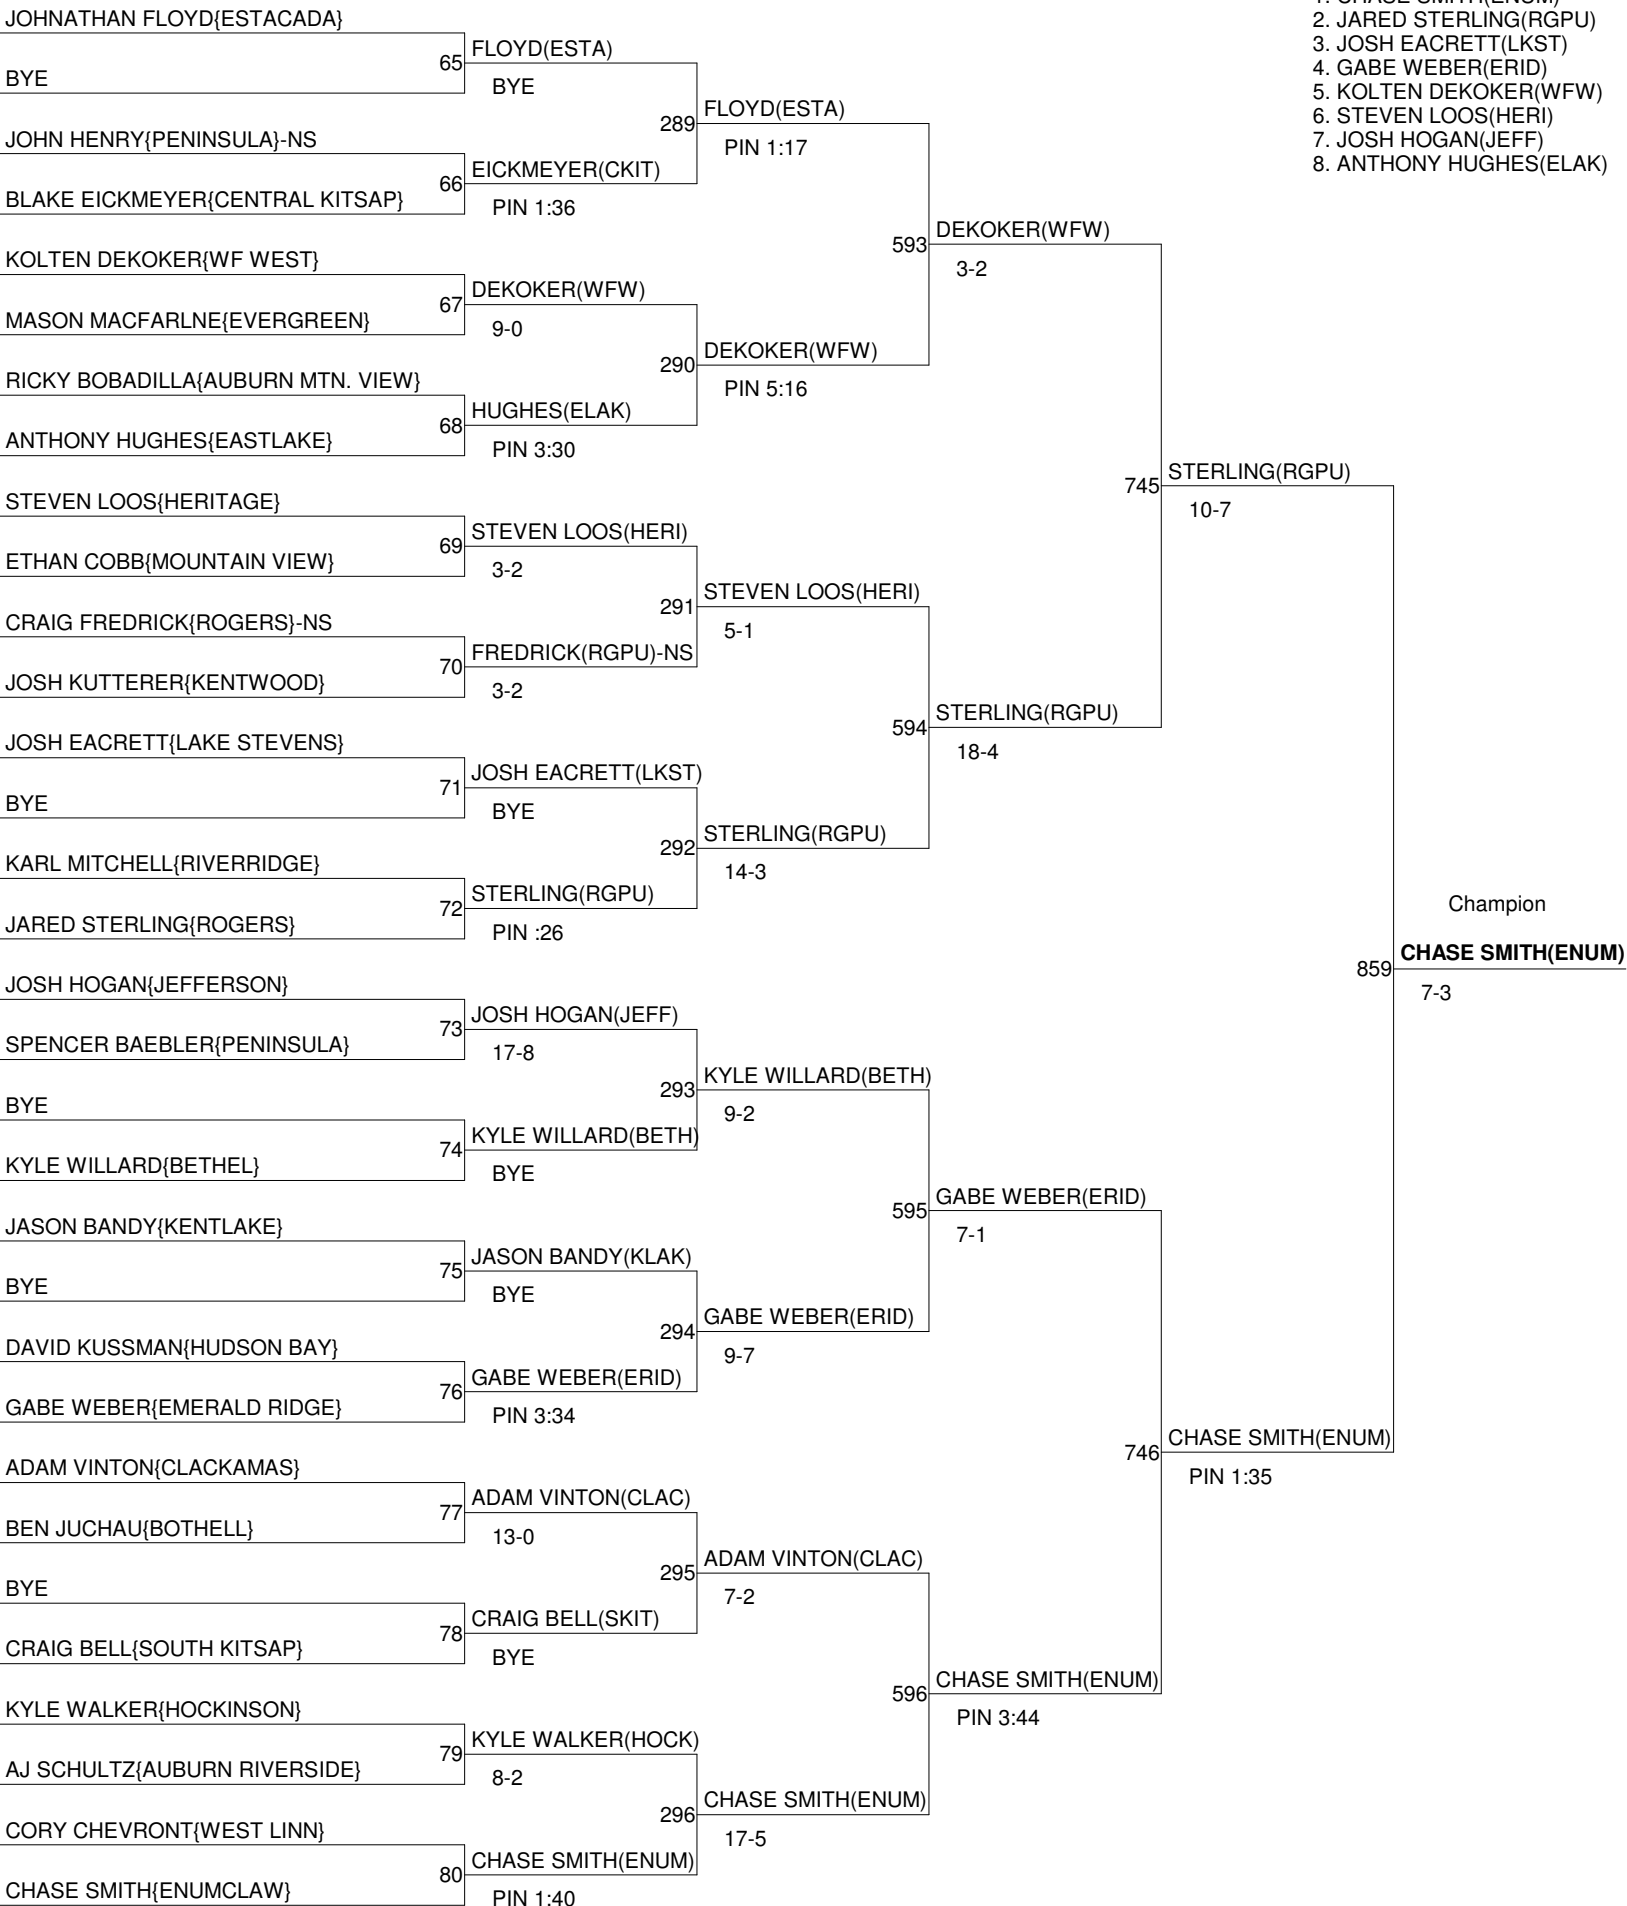 1. CHASE SMITH(ENUM)
2. JARED STERLING(RGPU)
3. JOSH EACRETT(LKST)
4. GABE WEBER(ERID)
5. KOLTEN DEKOKER(WFW)
6. STEVEN LOOS(HERI)
7. JOSH HOGAN(JEFF)
8. ANTHONY HUGHES(ELAK)
JOHNATHAN FLOYD{ESTACADA}
BYE
JOHN HENRY{PENINSULA}-NS
BLAKE EICKMEYER{CENTRAL KITSAP}
KOLTEN DEKOKER{WF WEST}
MASON MACFARLNE{EVERGREEN}
RICKY BOBADILLA{AUBURN MTN. VIEW}
ANTHONY HUGHES{EASTLAKE}
STEVEN LOOS{HERITAGE}
ETHAN COBB{MOUNTAIN VIEW}
CRAIG FREDRICK{ROGERS}-NS
JOSH KUTTERER{KENTWOOD}
JOSH EACRETT{LAKE STEVENS}
BYE
KARL MITCHELL{RIVERRIDGE}
JARED STERLING{ROGERS}
JOSH HOGAN{JEFFERSON}
SPENCER BAEBLER{PENINSULA}
BYE
KYLE WILLARD{BETHEL}
JASON BANDY{KENTLAKE}
BYE
DAVID KUSSMAN{HUDSON BAY}
GABE WEBER{EMERALD RIDGE}
ADAM VINTON{CLACKAMAS}
BEN JUCHAU{BOTHELL}
BYE
CRAIG BELL{SOUTH KITSAP}
KYLE WALKER{HOCKINSON}
AJ SCHULTZ{AUBURN RIVERSIDE}
CORY CHEVRONT{WEST LINN}
CHASE SMITH{ENUMCLAW}
65 FLOYD(ESTA)
BYE
66 EICKMEYER(CKIT)
PIN 1:36
67 DEKOKER(WFW)
9-0
68 HUGHES(ELAK)
PIN 3:30
69 STEVEN LOOS(HERI)
3-2
70 FREDRICK(RGPU)-NS
3-2
71 JOSH EACRETT(LKST)
BYE
72 STERLING(RGPU)
PIN :26
73 JOSH HOGAN(JEFF)
17-8
74 KYLE WILLARD(BETH)
BYE
75 JASON BANDY(KLAK)
BYE
76 GABE WEBER(ERID)
PIN 3:34
77 ADAM VINTON(CLAC)
13-0
78 CRAIG BELL(SKIT)
BYE
79 KYLE WALKER(HOCK)
8-2
80 CHASE SMITH(ENUM)
PIN 1:40
289 FLOYD(ESTA)
PIN 1:17
290 DEKOKER(WFW)
PIN 5:16
291 STEVEN LOOS(HERI)
5-1
292 STERLING(RGPU)
14-3
293 KYLE WILLARD(BETH)
9-2
294 GABE WEBER(ERID)
9-7
295 ADAM VINTON(CLAC)
7-2
296 CHASE SMITH(ENUM)
17-5
593 DEKOKER(WFW)
3-2
594 STERLING(RGPU)
18-4
595 GABE WEBER(ERID)
7-1
596 CHASE SMITH(ENUM)
PIN 3:44
745 STERLING(RGPU)
10-7
746 CHASE SMITH(ENUM)
PIN 1:35
Champion
859 CHASE SMITH(ENUM)
7-3